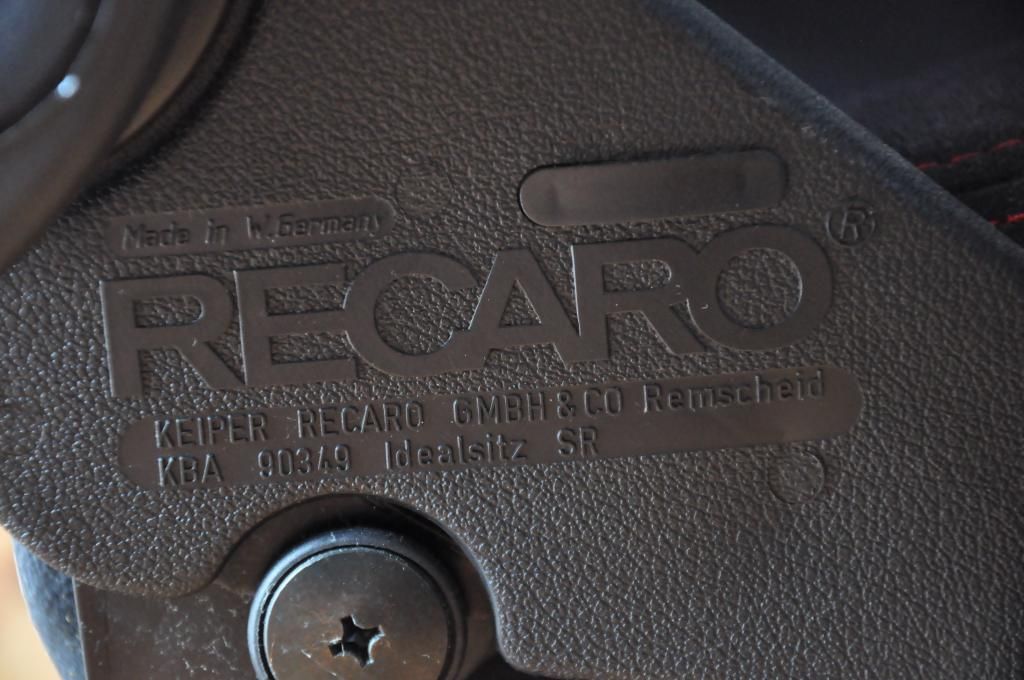 Made in W.Germany
RECARO®
KEIPER RECARO GMBH & CO Remscheid
KBA 90349 Idealsitz SR